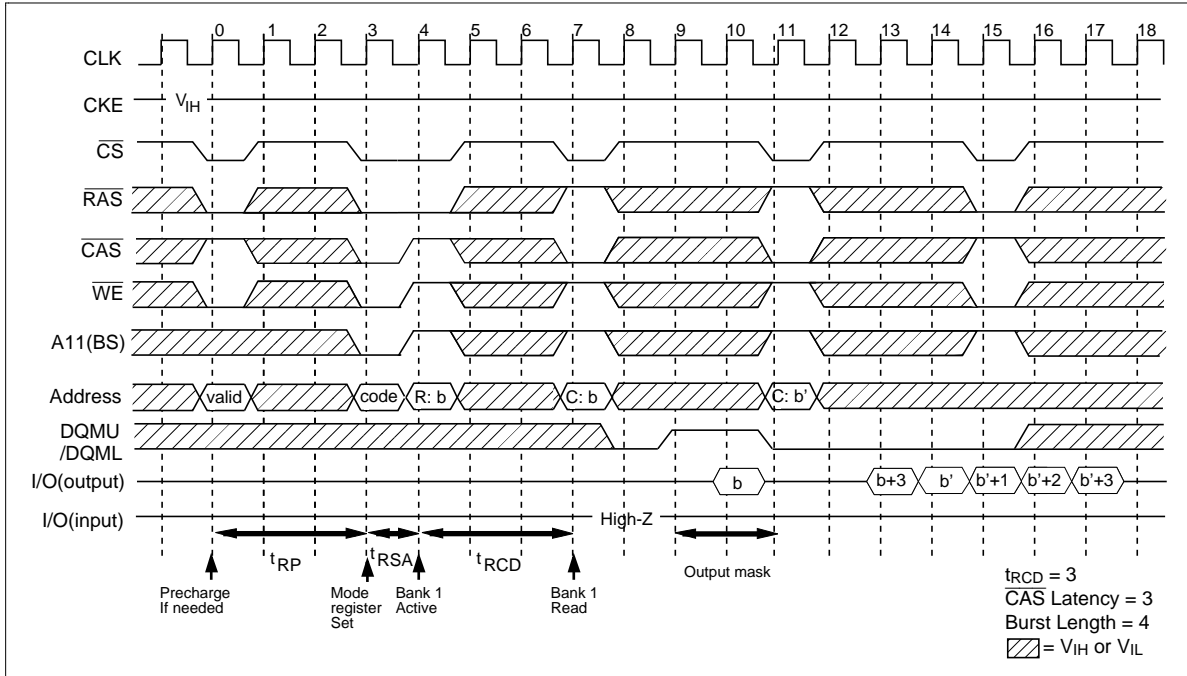 0 1 2 3 4 5 6 7 8 9 10 11 12 13 14 15 16 17 18
CLK
CKE VIH
CS
RAS
CAS
WE
A11(BS)
Address valid code R: b C: b C: b'
DQMU
/DQML
I/O(output) b b+3 b' b'+1 b'+2 b'+3
I/O(input) High-Z
tRP tRSA tRCD Output mask
Precharge
If needed
Mode
register
Set
Bank 1
Active
Bank 1
Read
tRCD = 3
CAS Latency = 3
Burst Length = 4
= VIH or VIL